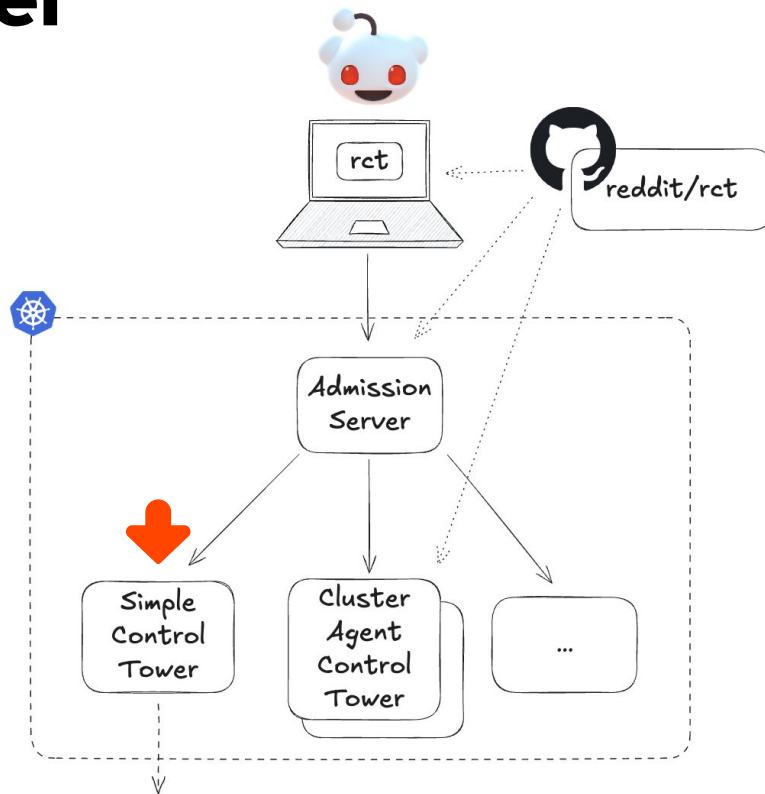 rct
reddit/rct
Admission
Server
Simple
Control
Tower
Cluster
Agent
Control
Tower
...